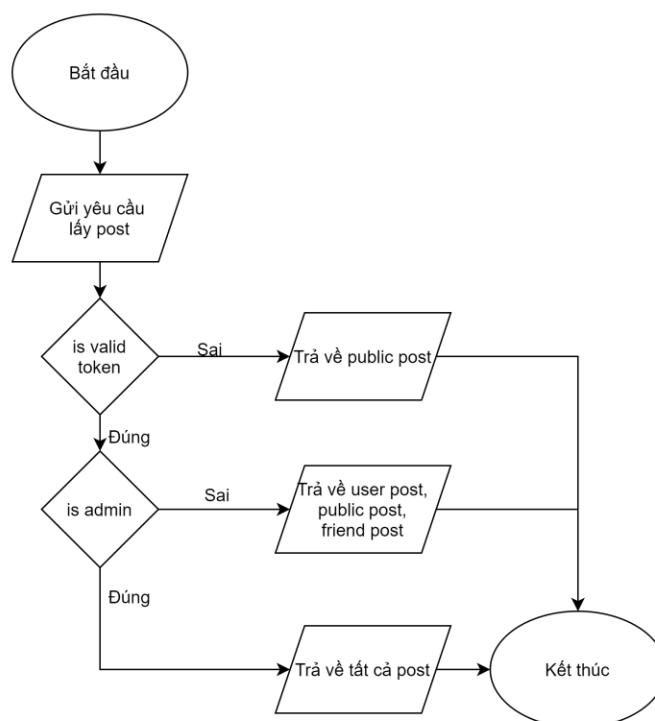 Bắt đầu
Gửi yêu cầu
lấy post
is valid
token
Sai
Trả về public post
Đúng
is admin
Sai
Trả về user post,
public post,
friend post
Đúng
Trả về tất cả post
Kết thúc